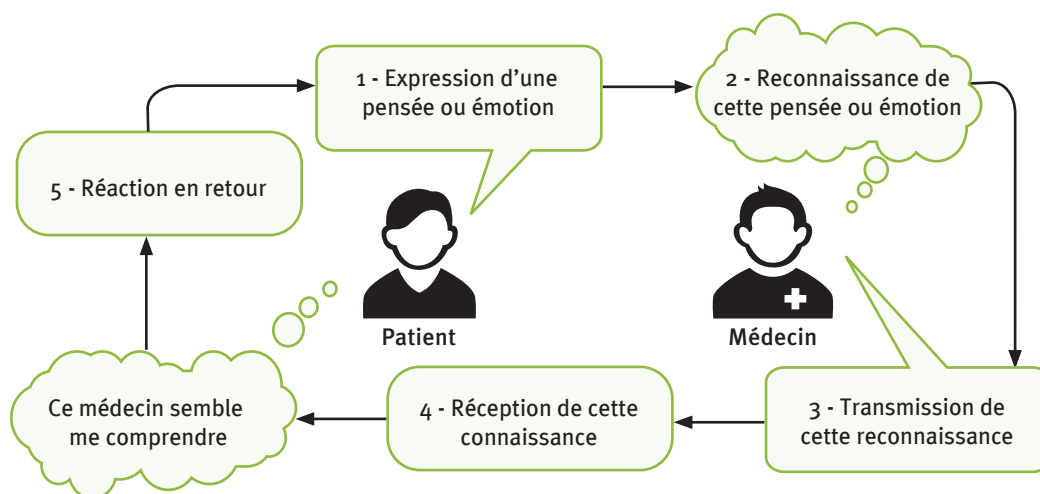 1 - Expression d’une
pensée ou émotion
2 - Reconnaissance de
cette pensée ou émotion
5 - Réaction en retour
Patient
Médecin
Ce médecin semble
me comprendre
4 - Réception de cette
connaissance
3 - Transmission de
cette reconnaissance